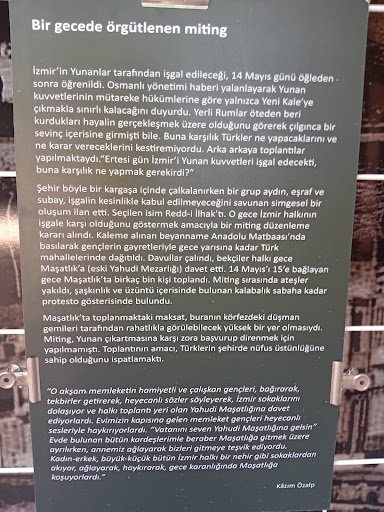 Bir gecede örgütlenen miting
İzmir'in Yunanlar tarafından işgal edileceği, 14 Mayıs günü öğleden
sonra öğrenildi. Osmanlı yönetimi haberi yalanlayarak Yunan
kuvvetlerinin mütareke hükümlerine göre yalnızca Yeni Kale'ye
çıkmakla sınırlı kalacağını duyurdu. Yerli Rumlar öteden beri
kurdukları hayalin gerçekleşmek üzere olduğunu görerek çılgınca bir
sevinç içerisine girmişti bile. Buna karşılık Türkler ne yapacaklarını ve
ne karar vereceklerini kestiremiyordu. Arka arkaya toplantılar
yapılmaktaydı."Ertesi gün İzmir'i Yunan kuvvetleri işgal edecekti,
buna karşılık ne yapmak gerekirdi?"
Şehir böyle bir kargaşa içinde çalkalanırken bir grup aydın, eşraf ve
subay, işgalin kesinlikle kabul edilmeyeceğini savunan simgesel bir
oluşum ilan etti. Seçilen isim Redd-i İlhak'tı. O gece İzmir halkının
işgale karşı olduğunu göstermek amacıyla bir miting düzenleme
kararı alındı. Kaleme alınan beyanname Anadolu Matbaası'nda
basılarak gençlerin gayretleriyle gece yarısına kadar Türk
mahallelerinde dağıtıldı. Davullar çalındı, bekçiler halkı gece
Maşatlık'a (eski Yahudi Mezarlığı) davet etti. 14 Mayıs'ı 15'e bağlayan
gece Maşatlık'ta birkaç bin kişi toplandı. Miting sırasında ateşler
yakıldı, şaşkınlık ve üzüntü içerisinde bulunan kalabalık sabaha kadar
protesto gösterisinde bulundu.
Maşatlık'ta toplanmaktaki maksat, buranın körfezdeki düşman
gemileri tarafından rahatlıkla görülebilecek yüksek bir yer olmasıydı.
Miting, Yunan çıkartmasına karşı zora başvurup direnmek için
yapılmamıştı. Toplantının amacı, Türklerin şehirde nüfus üstünlüğüne
sahip olduğunu ispatlamaktı.
"O akşam memleketin hamiyetli ve çalışkan gençleri, bağırarak,
tekbirler getirerek, heyecanlı sözler söyleyerek, İzmir sokaklarını
dolaşıyor ve halkı toplantı yeri olan Yahudi Maşatlığına davet
ediyorlardı. Evimizin kapısına gelen memleket gençleri heyecanlı
sesleriyle haykırıyorlardı. "Vatanını seven Yahudi Maşatlığına gelsin"
Evde bulunan bütün kardeşlerimle beraber Maşatlığa gitmek üzere
ayrılırken, annemiz ağlayarak bizleri gitmeye teşvik ediyordu.
Kadın-erkek, büyük-küçük bütün İzmir halkı bir nehir gibi sokaklardan
akıyor, ağlayarak, haykırarak, gece karanlığında Maşatlığa
koşuyorlardı."
Kâzım Özalp